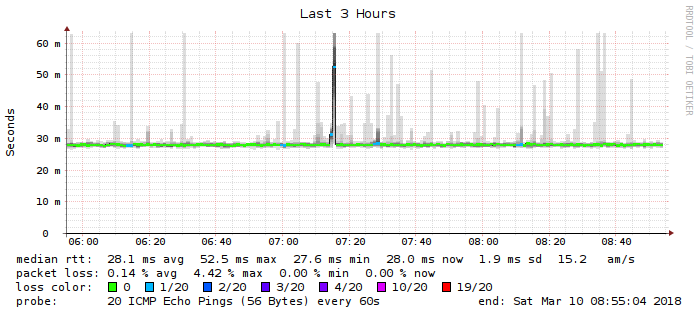 Last 3 Hours
RRDTOOL / TOBI OETIKER
Seconds
60 m
50 m
40 m
30 m
20 m
10 m
0
06:00 06:20 06:40 07:00 07:20 07:40 08:00 08:20 08:40
median rtt: 28.1 ms avg 52.5 ms max 27.6 ms min 28.0 ms now 1.9 ms sd 15.2 am/s
packet loss: 0.14 % avg 4.42 % max 0.00 % min 0.00 % now
loss color: 0 1/20 2/20 3/20 4/20 10/20 19/20
probe: 20 ICMP Echo Pings (56 Bytes) every 60s end: Sat Mar 10 08:55:04 2018